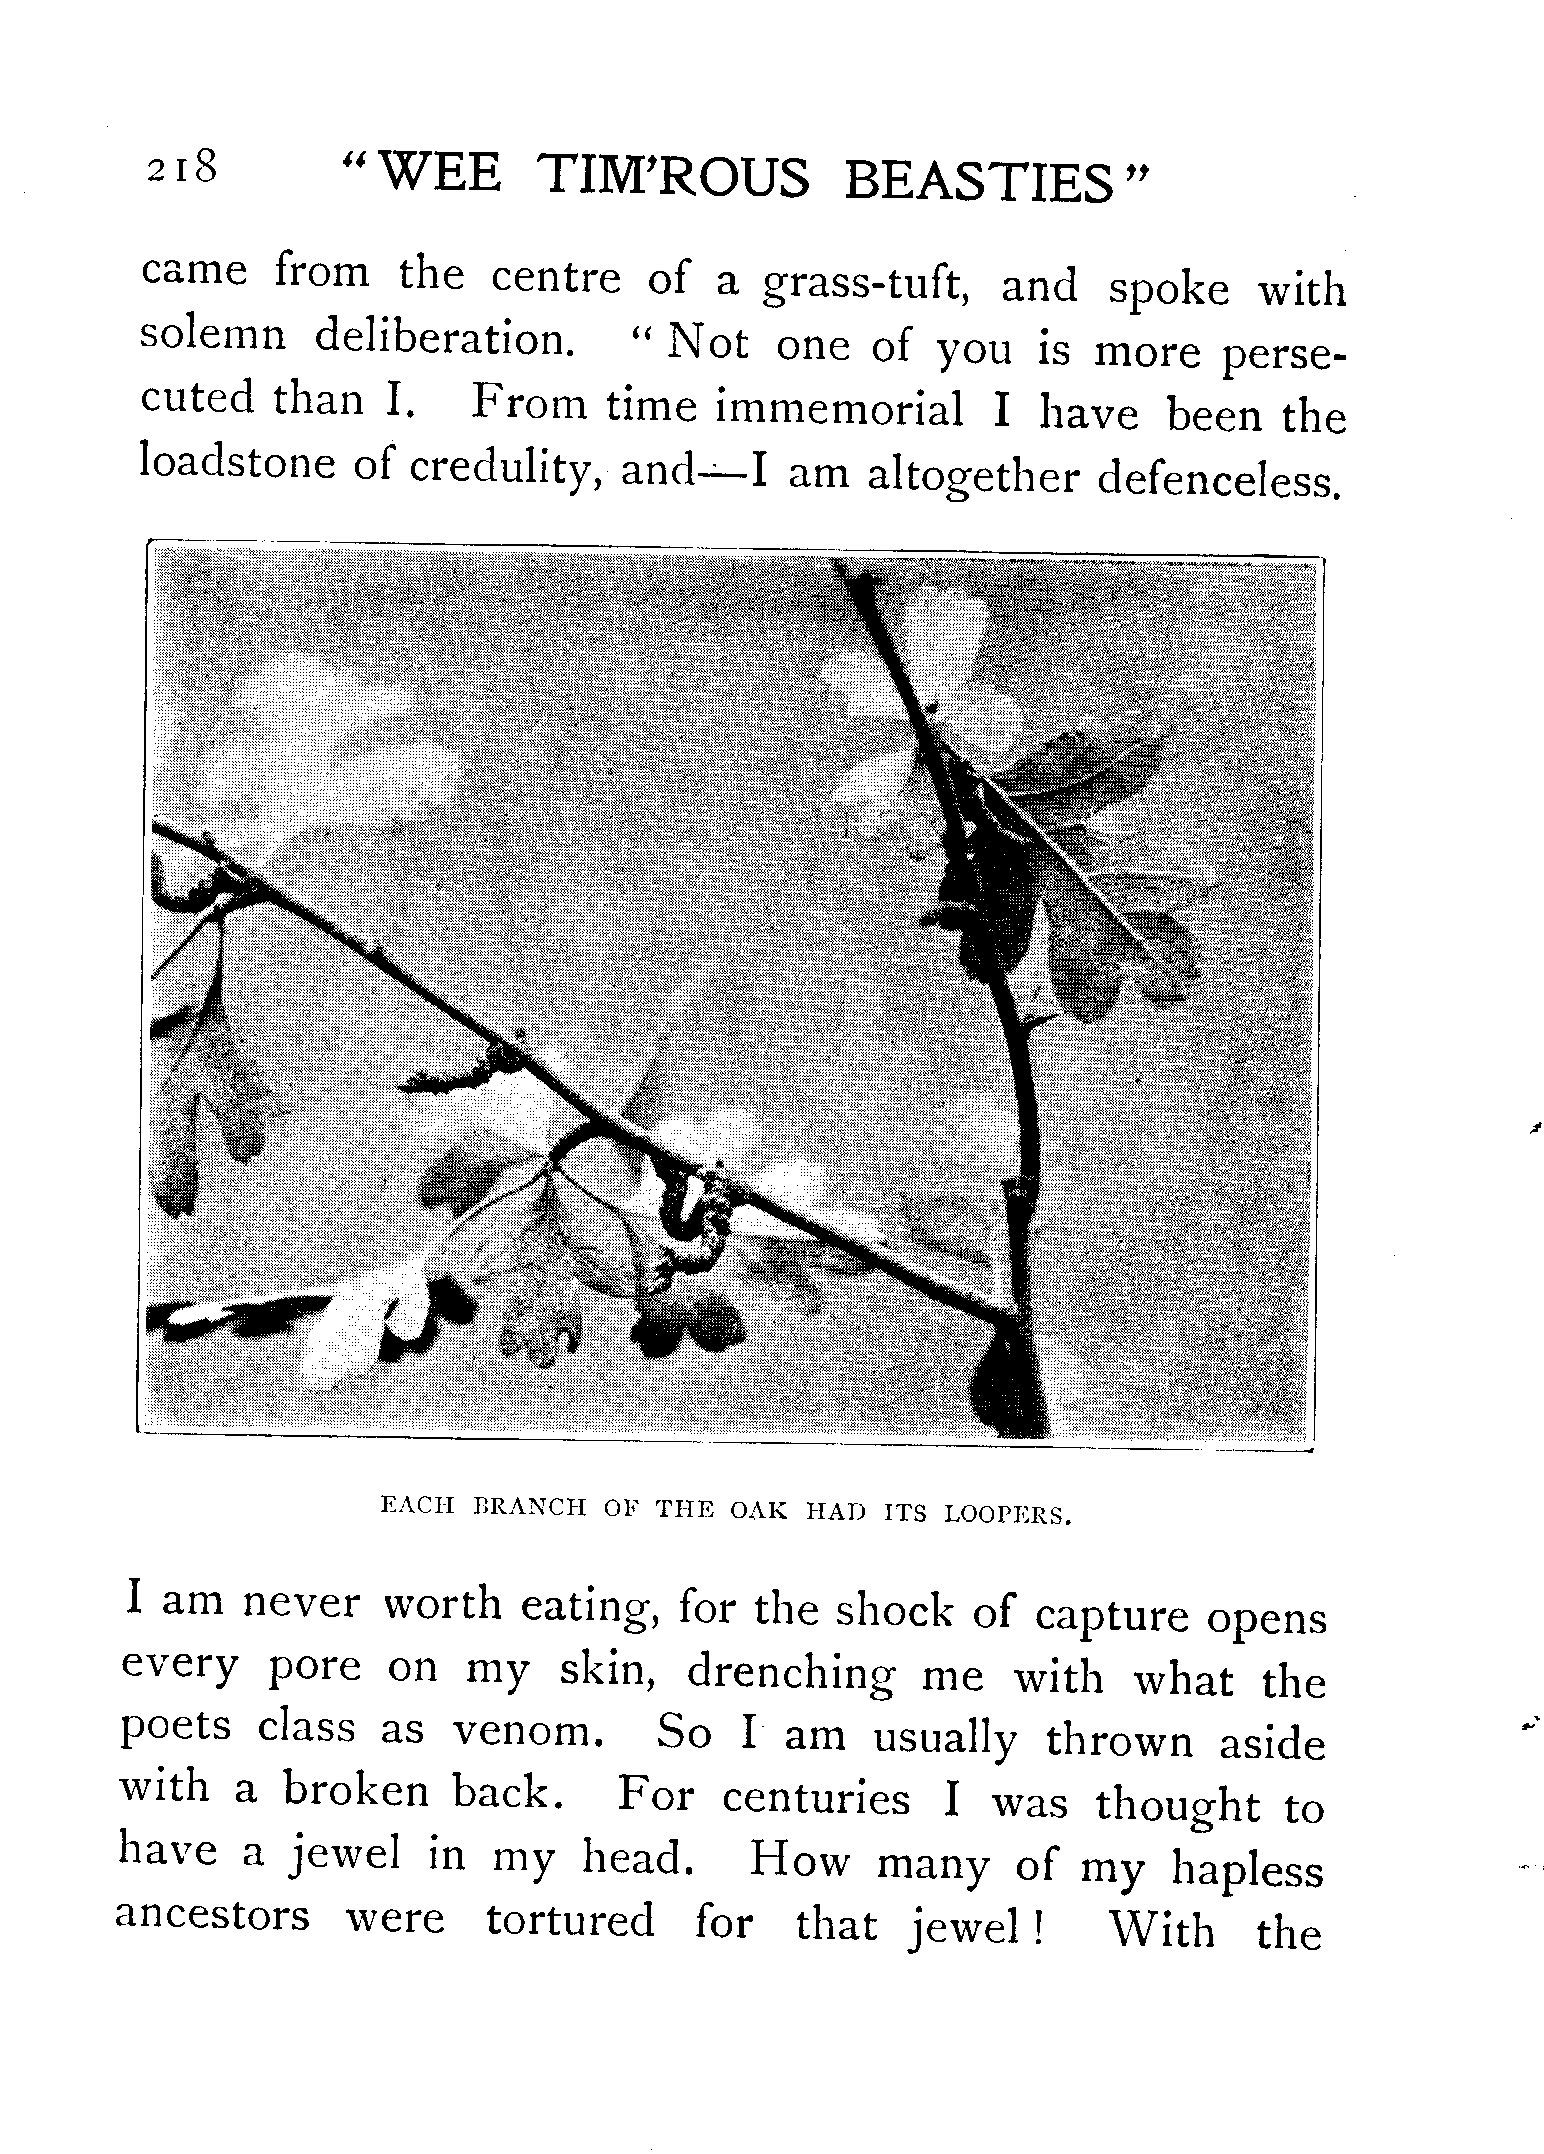 218 "WEE TIM'ROUS BEASTIES"
came from the centre of a grass-tuft, and spoke with
solemn deliberation. "Not one of you is more perse-
cuted than I. From time immemorial I have been the
loadstone of credulity, and—I am altogether defenceless.
EACH BRANCH OF THE OAK HAD ITS LOOPERS.
I am never worth eating, for the shock of capture opens
every pore on my skin, drenching me with what the
poets class as venom. So I am usually thrown aside
with a broken back. For centuries I was thought to
have a jewel in my head. How many of my hapless
ancestors were tortured for that jewel! With the